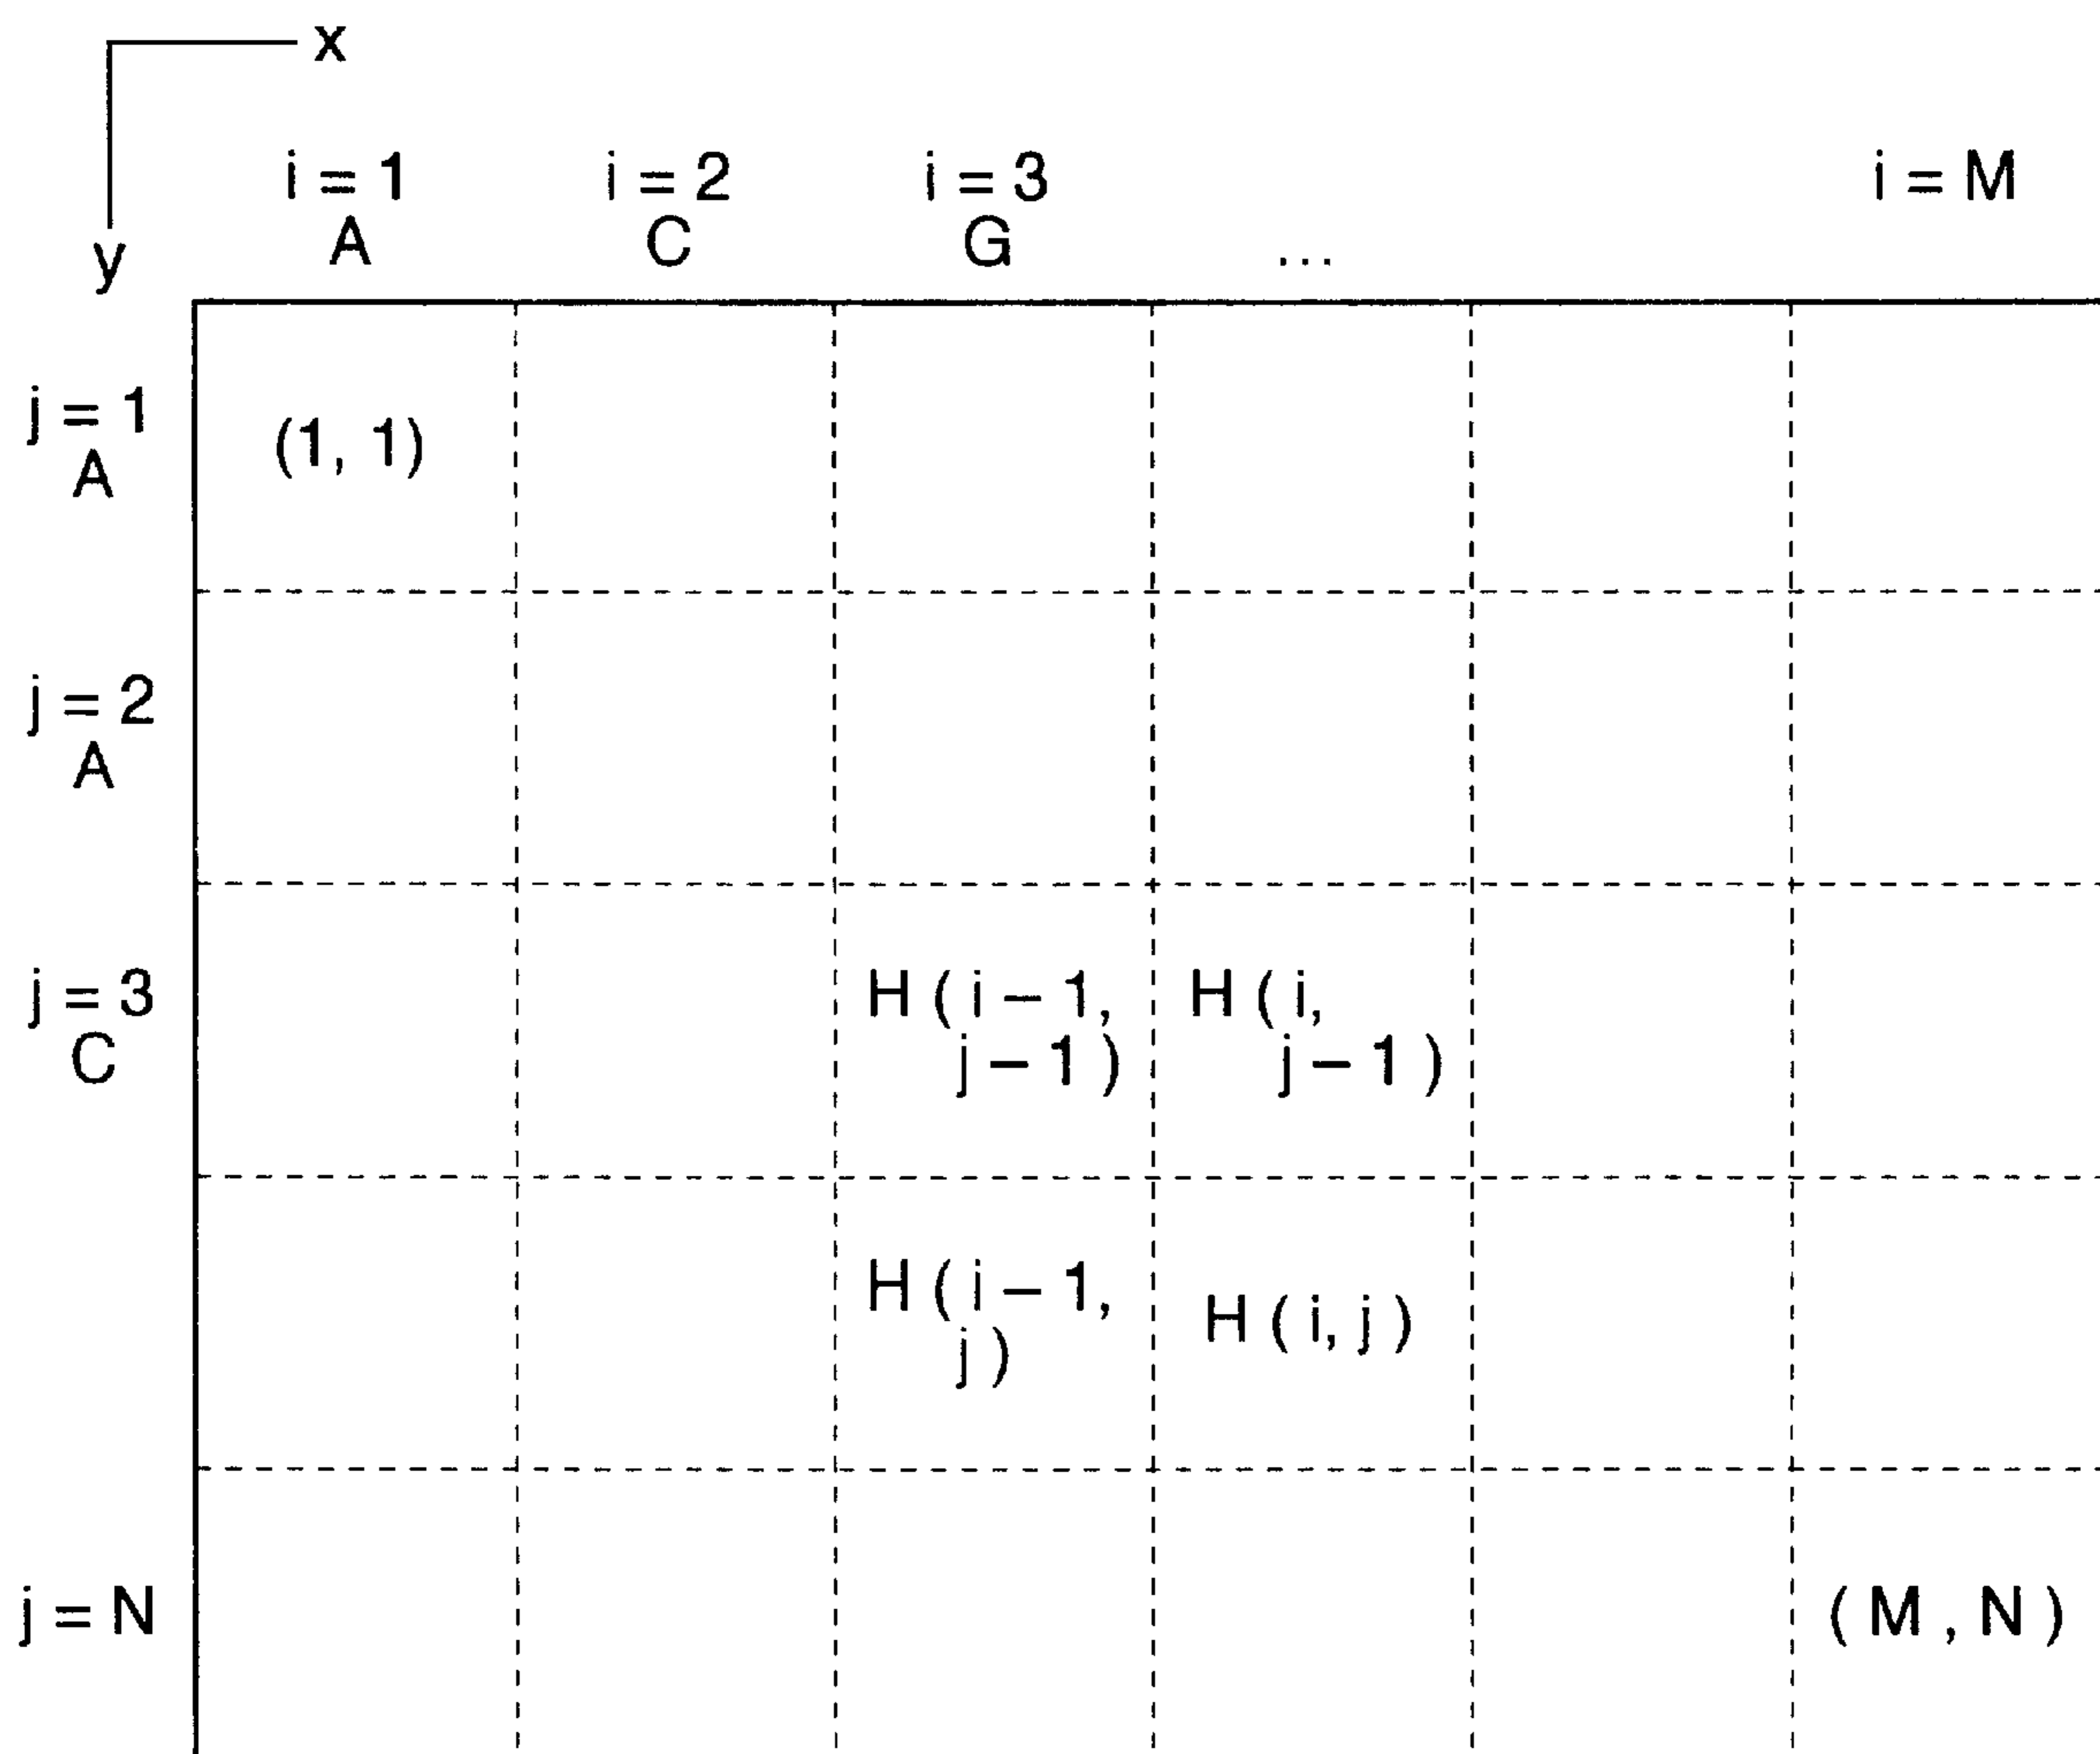 x
y
i = 1 i = 2 i = 3 i = M
A C G ...
j = 1
A
(1, 1)
j = 2
A
j = 3
C
H ( i – 1,
j – 1 )
H ( i,
j – 1 )
H ( i – 1,
j )
H ( i, j )
j = N
( M , N )